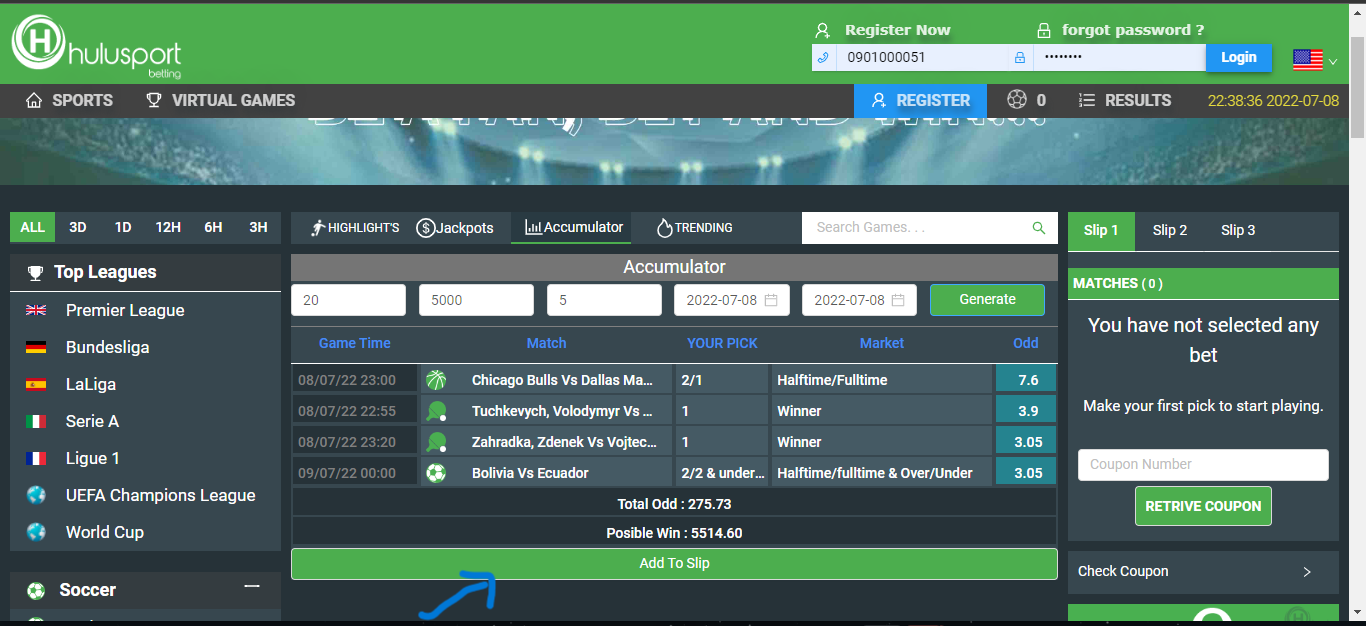 hulusport
betting
Register Now
forgot password ?
0901000051
••••••••
Login
SPORTS
VIRTUAL GAMES
REGISTER
0
RESULTS
22:38:36 2022-07-08
ALL 3D 1D 12H 6H 3H
HIGHLIGHT'S Jackpots Accumulator TRENDING
Search Games. . .
Slip 1 Slip 2 Slip 3
Top Leagues
Premier League
Bundesliga
LaLiga
Serie A
Ligue 1
UEFA Champions League
World Cup
Soccer
Accumulator
20 5000 5 2022-07-08 2022-07-08 Generate
Game Time Match YOUR PICK Market Odd
08/07/22 23:00 Chicago Bulls Vs Dallas Ma... 2/1 Halftime/Fulltime 7.6
08/07/22 22:55 Tuchkevych, Volodymyr Vs ... 1 Winner 3.9
08/07/22 23:20 Zahradka, Zdenek Vs Vojtec... 1 Winner 3.05
09/07/22 00:00 Bolivia Vs Ecuador 2/2 & under... Halftime/fulltime & Over/Under 3.05
Total Odd : 275.73
Posible Win : 5514.60
Add To Slip
MATCHES ( 0 )
You have not selected any
bet
Make your first pick to start playing.
Coupon Number
RETRIVE COUPON
Check Coupon